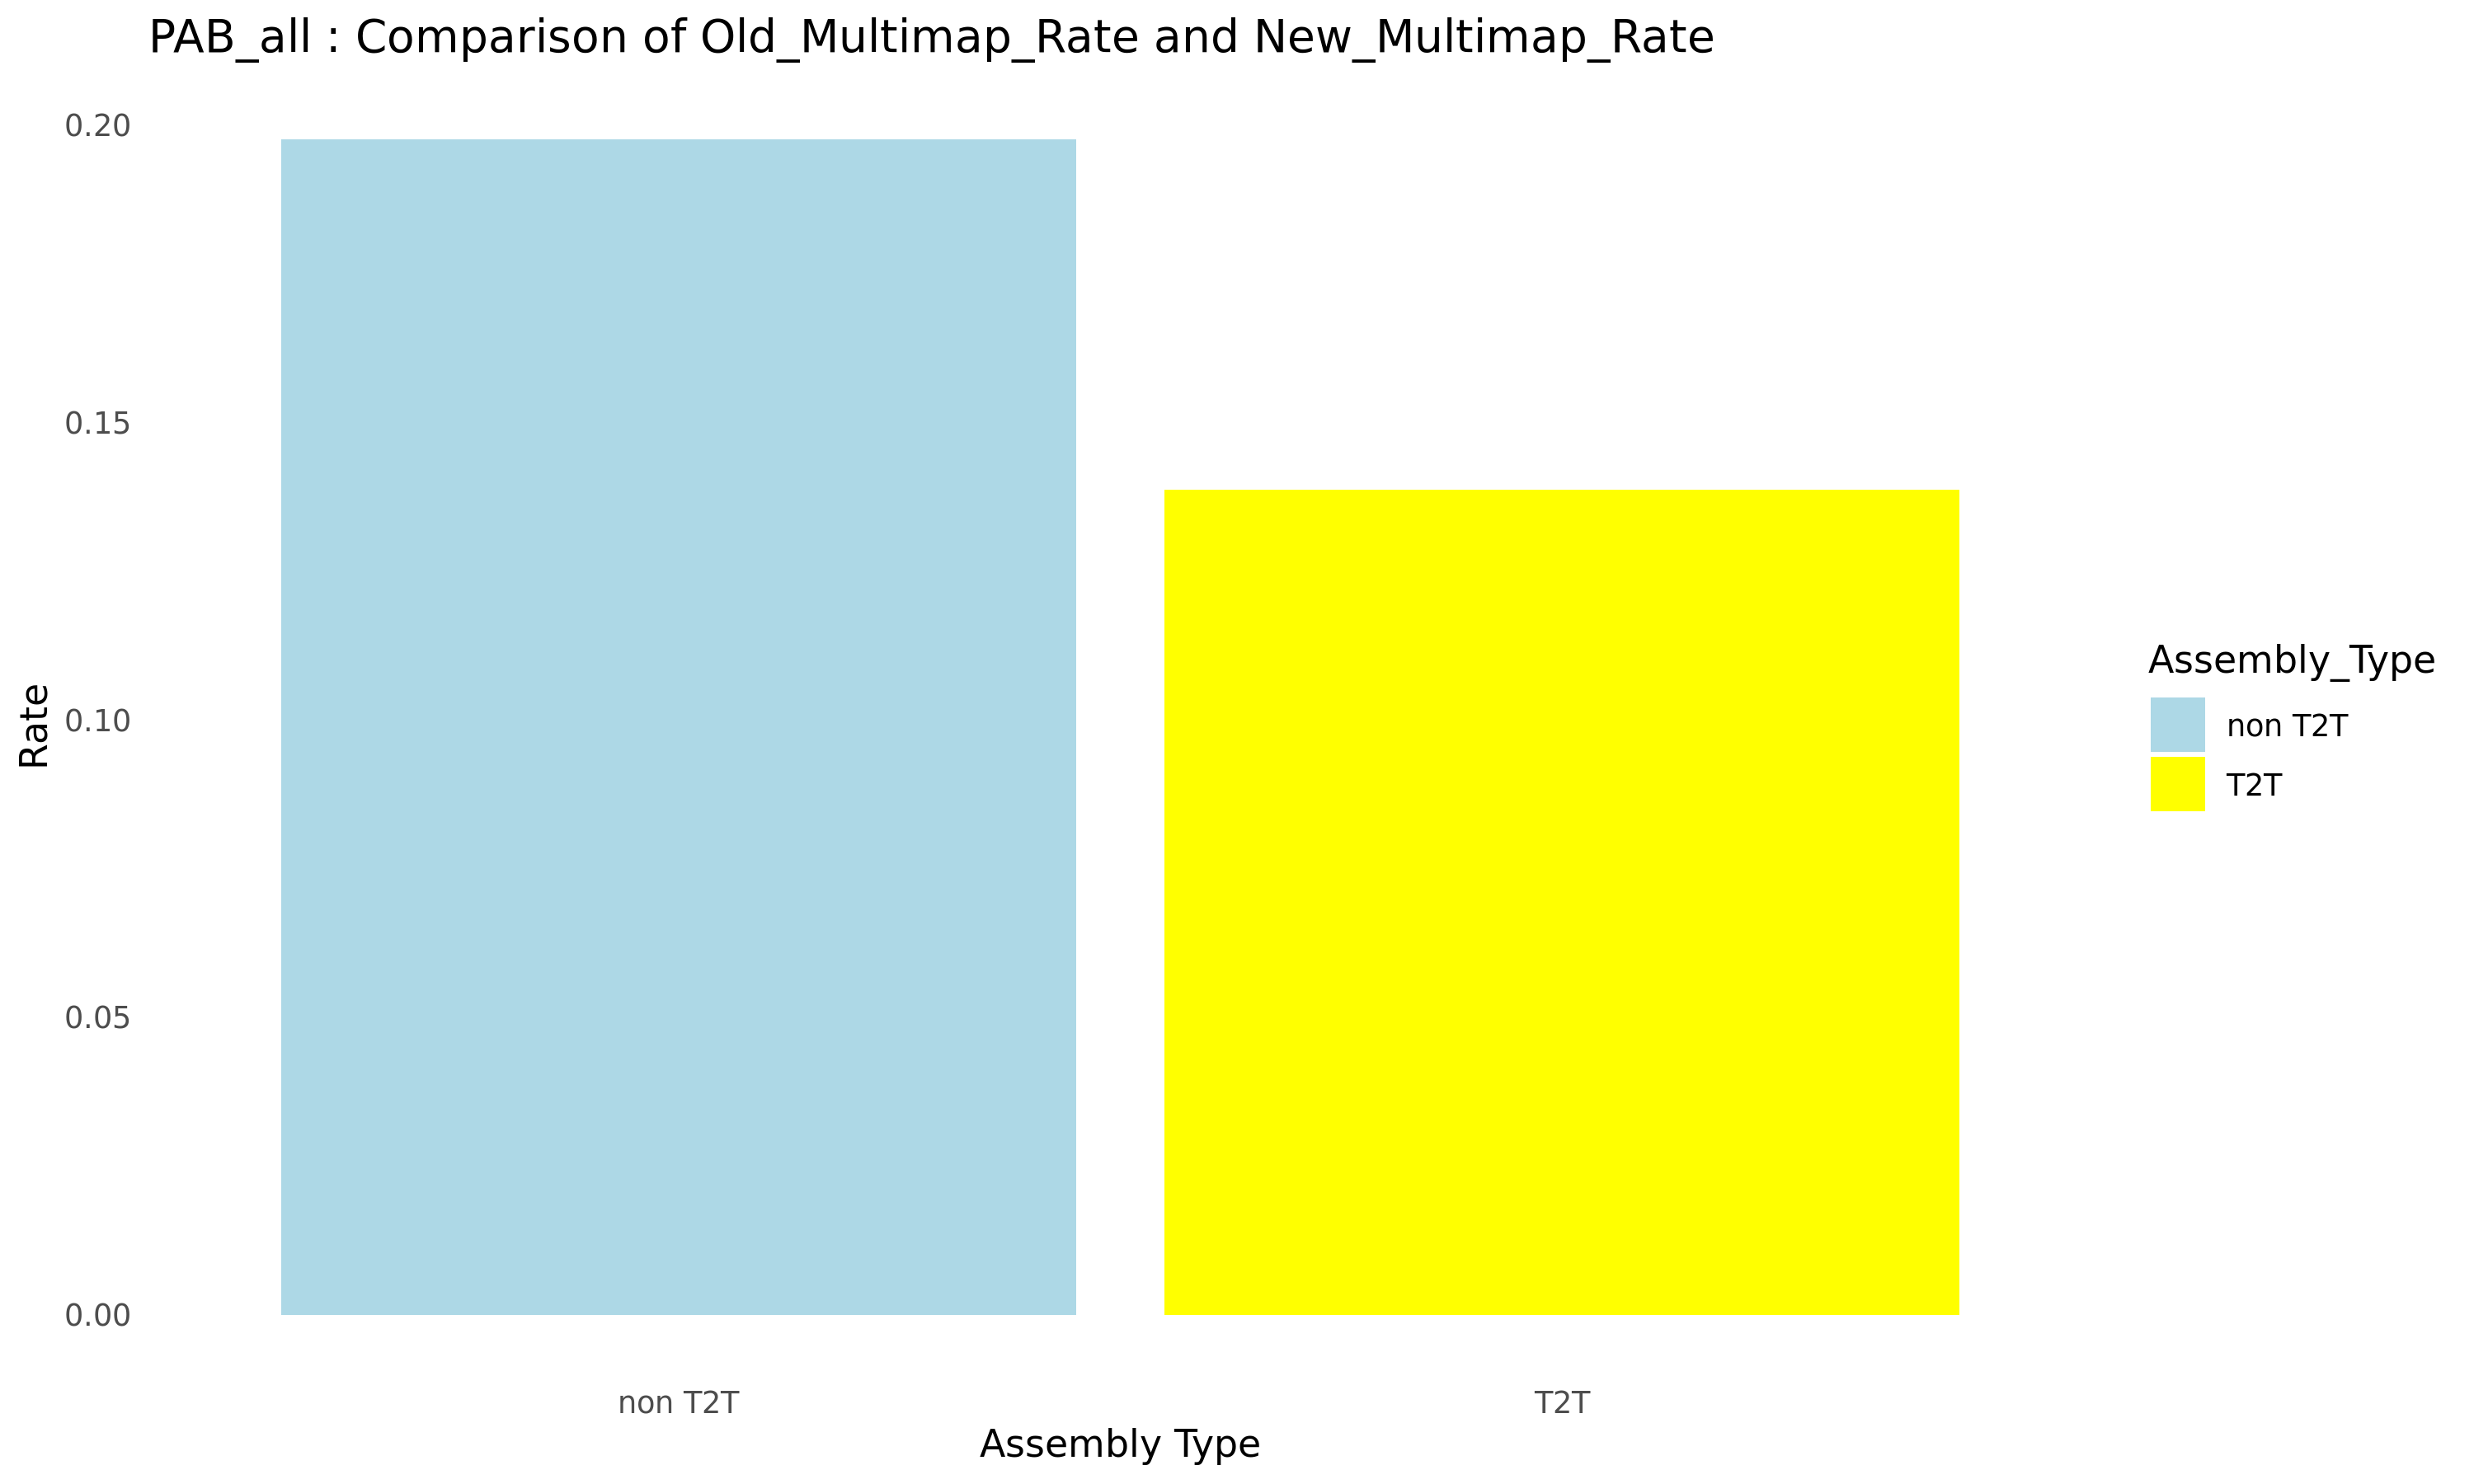 PAB_all : Comparison of Old_Multimap_Rate and New_Multimap_Rate
0.20
0.15
0.10
0.05
0.00
Rate
non T2T
T2T
Assembly Type
Assembly_Type
non T2T
T2T